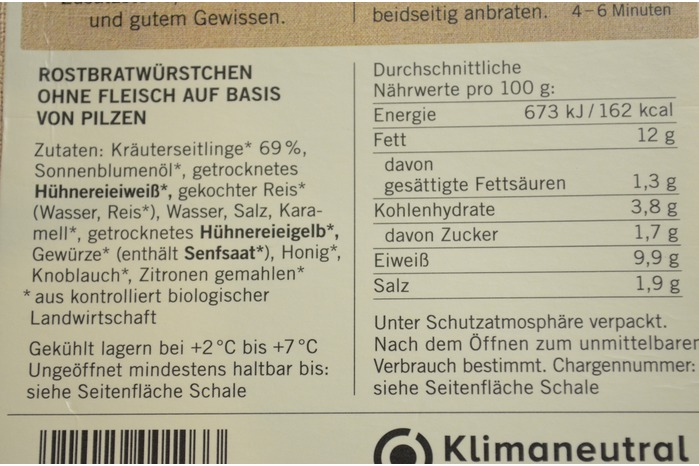 und gutem Gewissen.
beidseitig anbraten. 4–6 Minuten
ROSTBRATWÜRSTCHEN
OHNE FLEISCH AUF BASIS
VON PILZEN
Zutaten: Kräuterseitlinge* 69%,
Sonnenblumenöl*, getrocknetes
Hühnereieiweiß*, gekochter Reis*
(Wasser, Reis*), Wasser, Salz, Kara-
mell*, getrocknetes Hühnereigelb*,
Gewürze* (enthält Senfsaat*), Honig*,
Knoblauch*, Zitronen gemahlen*
* aus kontrolliert biologischer
Landwirtschaft
Gekühlt lagern bei +2°C bis +7°C
Ungeöffnet mindestens haltbar bis:
siehe Seitenfläche Schale
Durchschnittliche
Nährwerte pro 100 g:
Energie 673 kJ / 162 kcal
Fett 12 g
davon
gesättigte Fettsäuren 1,3 g
Kohlenhydrate 3,8 g
davon Zucker 1,7 g
Eiweiß 9,9 g
Salz 1,9 g
Unter Schutzatmosphäre verpackt.
Nach dem Öffnen zum unmittelbaren
Verbrauch bestimmt. Chargennummer:
siehe Seitenfläche Schale
Klimaneutral